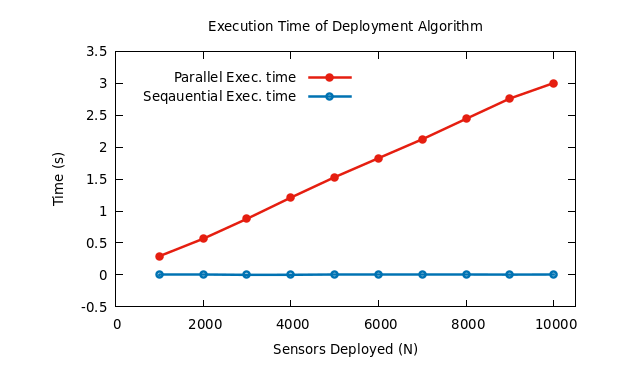 Execution Time of Deployment Algorithm
3.5
3
2.5
2
1.5
1
0.5
0
-0.5
Time (s)
Parallel Exec. time
Seqauential Exec. time
0 2000 4000 6000 8000 10000
Sensors Deployed (N)